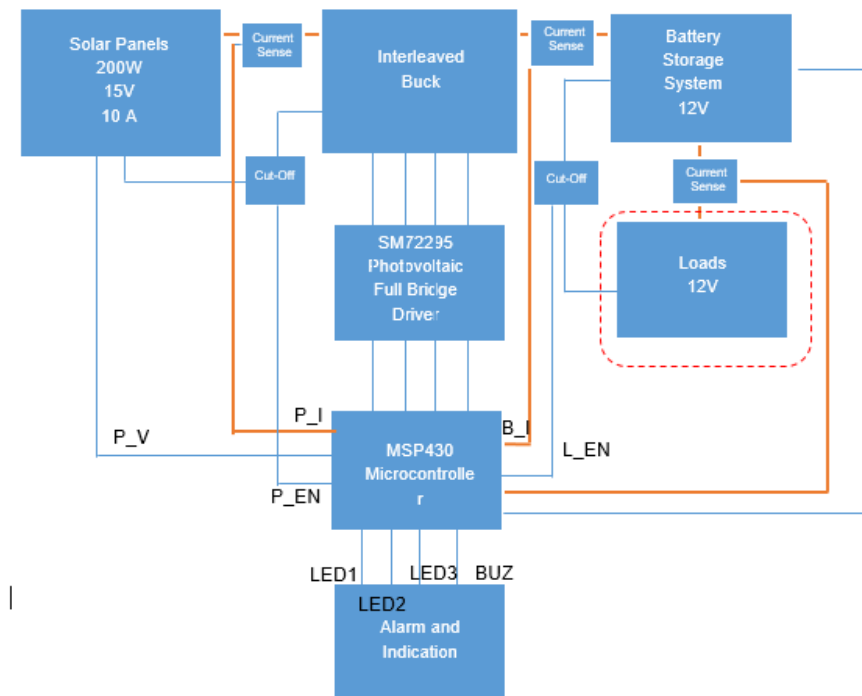 Solar Panels
200W
15V
10 A
Current
Sense
Interleaved
Buck
Current
Sense
Battery
Storage
System
12V
Cut-Off
Cut-Off
Current
Sense
SM72295
Photovoltaic
Full Bridge
Driver
Loads
12V
P_I
B_I
P_V
L_EN
P_EN
MSP430
Microcontrolle
r
LED1
LED3
BUZ
LED2
Alarm and
Indication